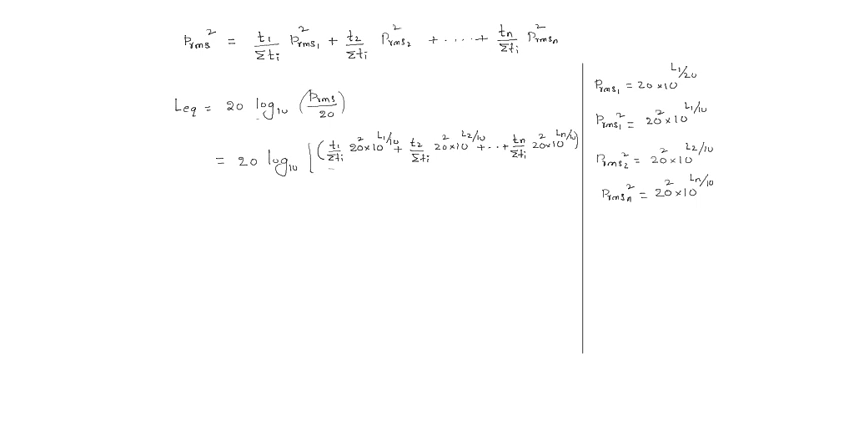 Prms² = t1/Σti Prms1² + t2/Σti Prms2² + ····· + tn/Σti Prmsn²
Leq = 20 log10 (Prms/20)
= 20 log10 [(t1/Σti 20²×10^L1/10 + t2/Σti 20²×10^L2/10 + ·· + tn/Σti 20²×10^Ln/10)
Prms1 = 20×10^L1/20
Prms1² = 20²×10^L1/10
Prms2² = 20²×10^L2/10
Prmsn² = 20²×10^Ln/10